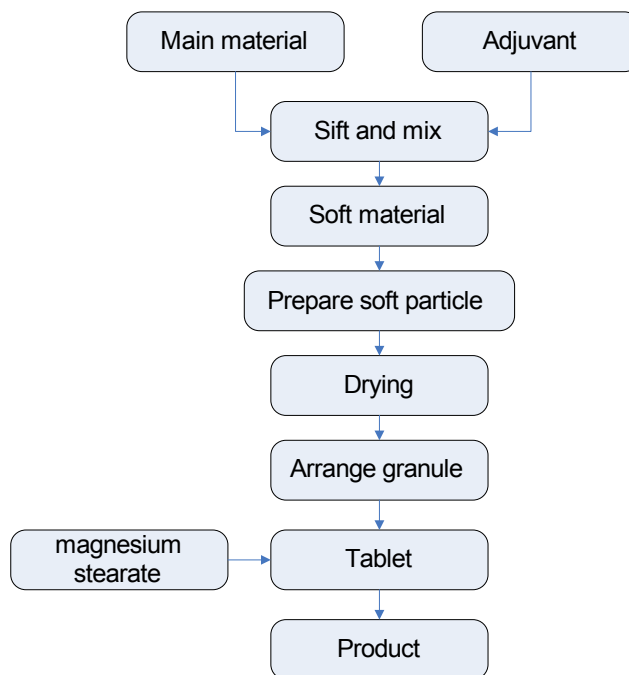 Main material
Adjuvant
Sift and mix
Soft material
Prepare soft particle
Drying
Arrange granule
magnesium
stearate
Tablet
Product